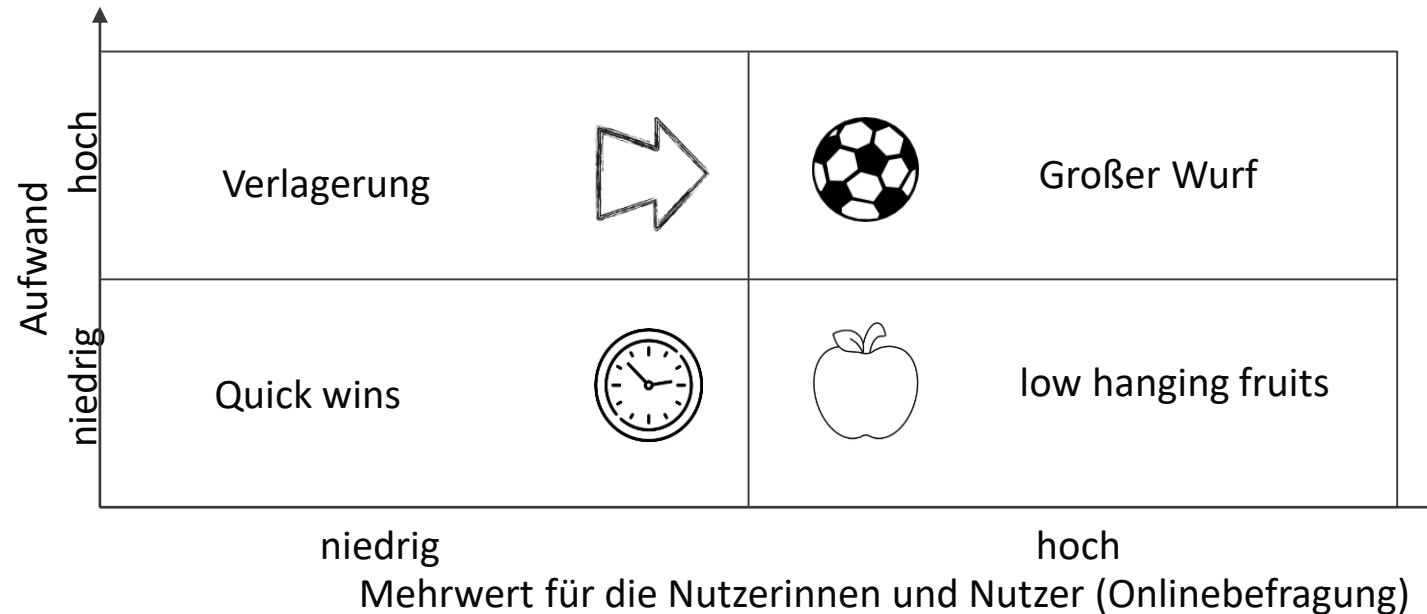 Aufwand
hoch
niedrig
Verlagerung
Großer Wurf
Quick wins
low hanging fruits
niedrig
hoch
Mehrwert für die Nutzerinnen und Nutzer (Onlinebefragung)